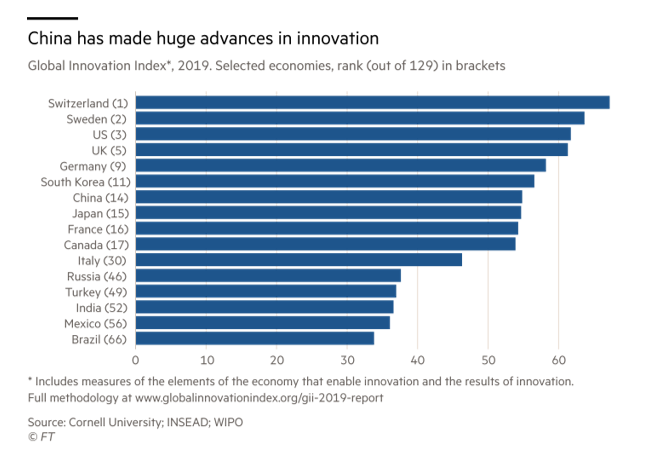 China has made huge advances in innovation
Global Innovation Index*, 2019. Selected economies, rank (out of 129) in brackets
Switzerland (1)
Sweden (2)
US (3)
UK (5)
Germany (9)
South Korea (11)
China (14)
Japan (15)
France (16)
Canada (17)
Italy (30)
Russia (46)
Turkey (49)
India (52)
Mexico (56)
Brazil (66)
0 10 20 30 40 50 60
* Includes measures of the elements of the economy that enable innovation and the results of innovation.
Full methodology at www.globalinnovationindex.org/gii-2019-report
Source: Cornell University; INSEAD; WIPO
© FT